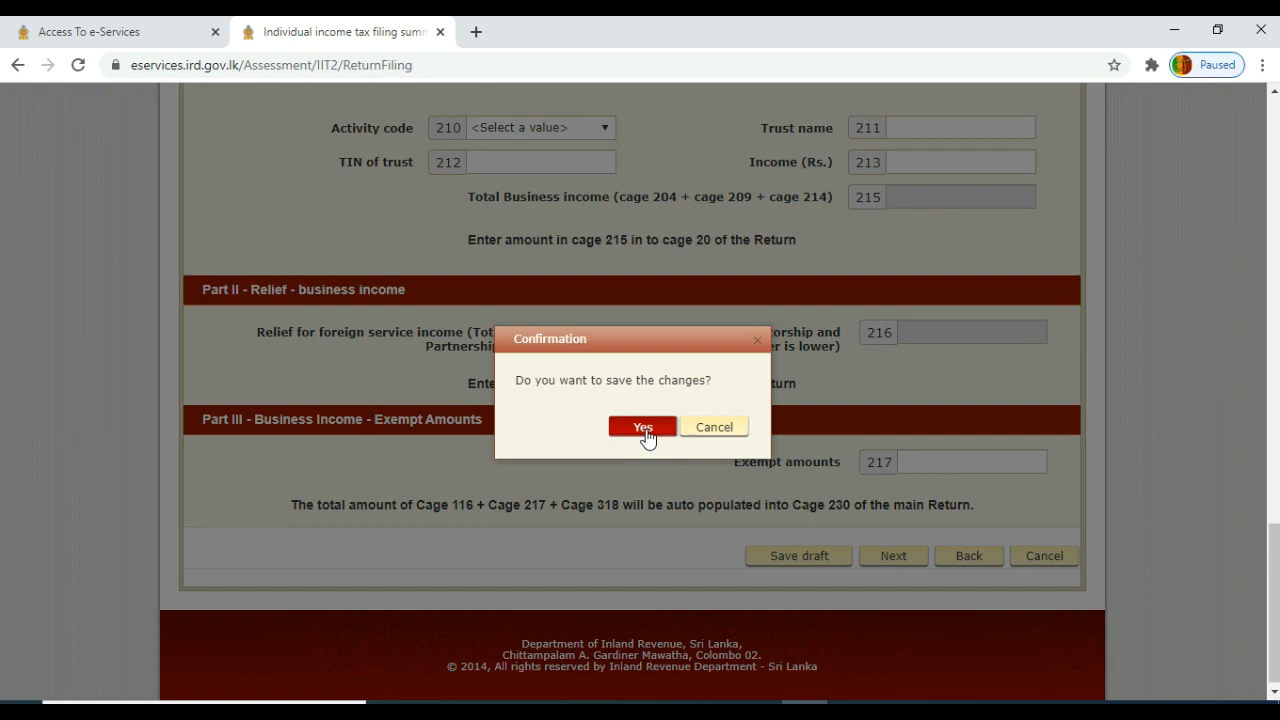 Access To e-Services
Individual income tax filing sum
eservices.ird.gov.lk/Assessment/IIT2/ReturnFiling
Paused
Activity code 210 <Select a value> Trust name 211
TIN of trust 212 Income (Rs.) 213
Total Business income (cage 204 + cage 209 + cage 214) 215
Enter amount in cage 215 in to cage 20 of the Return
Part II - Relief - business income
Relief for foreign service income (Tot
Partnershi
orship and
r is lower)
216
Confirmation
Do you want to save the changes?
Yes Cancel
Ente
turn
Part III - Business Income - Exempt Amounts
Exempt amounts 217
The total amount of Cage 116 + Cage 217 + Cage 318 will be auto populated into Cage 230 of the main Return.
Save draft Next Back Cancel
Department of Inland Revenue, Sri Lanka,
Chittampalam A. Gardiner Mawatha, Colombo 02.
© 2014, All rights reserved by Inland Revenue Department - Sri Lanka